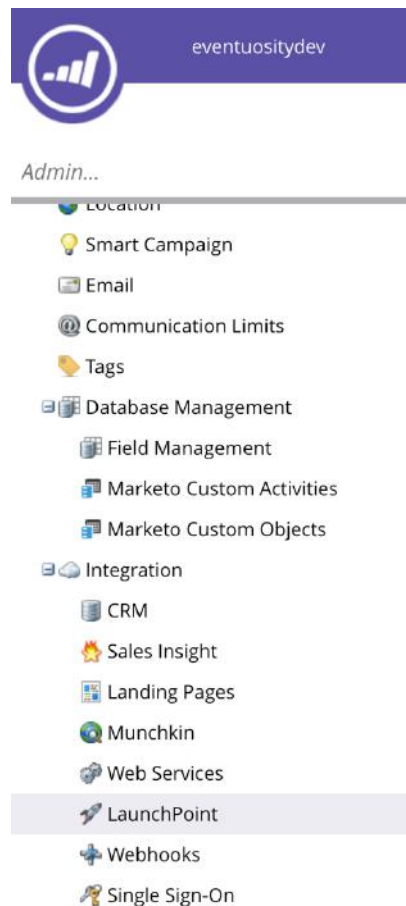 eventuositydev
Admin...
Location
Smart Campaign
Email
Communication Limits
Tags
Database Management
Field Management
Marketo Custom Activities
Marketo Custom Objects
Integration
CRM
Sales Insight
Landing Pages
Munchkin
Web Services
LaunchPoint
Webhooks
Single Sign-On